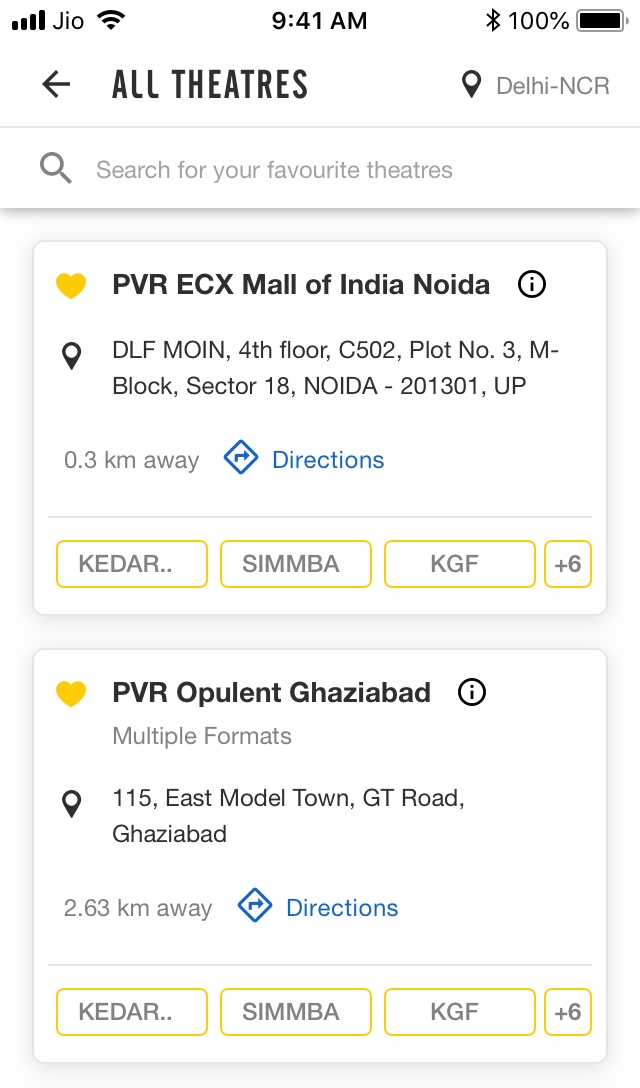 Jio 9:41 AM 100%
ALL THEATRES Delhi-NCR
Search for your favourite theatres
PVR ECX Mall of India Noida
DLF MOIN, 4th floor, C502, Plot No. 3, M-
Block, Sector 18, NOIDA - 201301, UP
0.3 km away Directions
KEDAR.. SIMMBA KGF +6
PVR Opulent Ghaziabad
Multiple Formats
115, East Model Town, GT Road,
Ghaziabad
2.63 km away Directions
KEDAR.. SIMMBA KGF +6